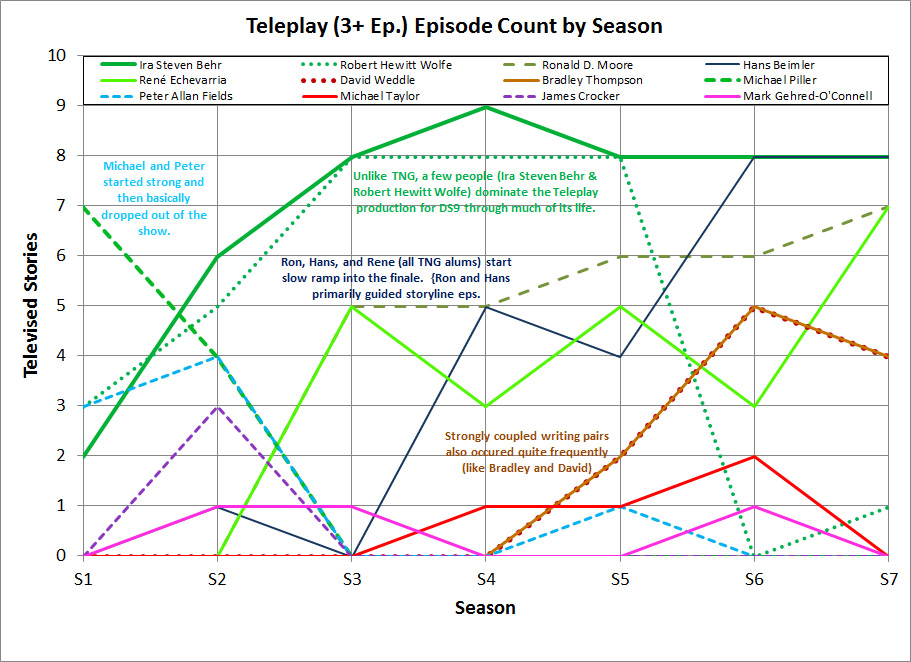 Teleplay (3+ Ep.) Episode Count by Season
Ira Steven Behr Robert Hewitt Wolfe Ronald D. Moore Hans Beimler
René Echevarria David Weddle Bradley Thompson Michael Piller
Peter Allan Fields Michael Taylor James Crocker Mark Gehred-O'Connell
Michael and Peter
started strong and
then basically
dropped out of the
show.
Unlike TNG, a few people (Ira Steven Behr &
Robert Hewitt Wolfe) dominate the Teleplay
production for DS9 through much of its life.
Ron, Hans, and Rene (all TNG alums) start
slow ramp into the finale. {Ron and Hans
primarily guided storyline eps.
Strongly coupled writing pairs
also occured quite frequently
(like Bradley and David)
Televised Stories
10
9
8
7
6
5
4
3
2
1
0
S1 S2 S3 S4 S5 S6 S7
Season